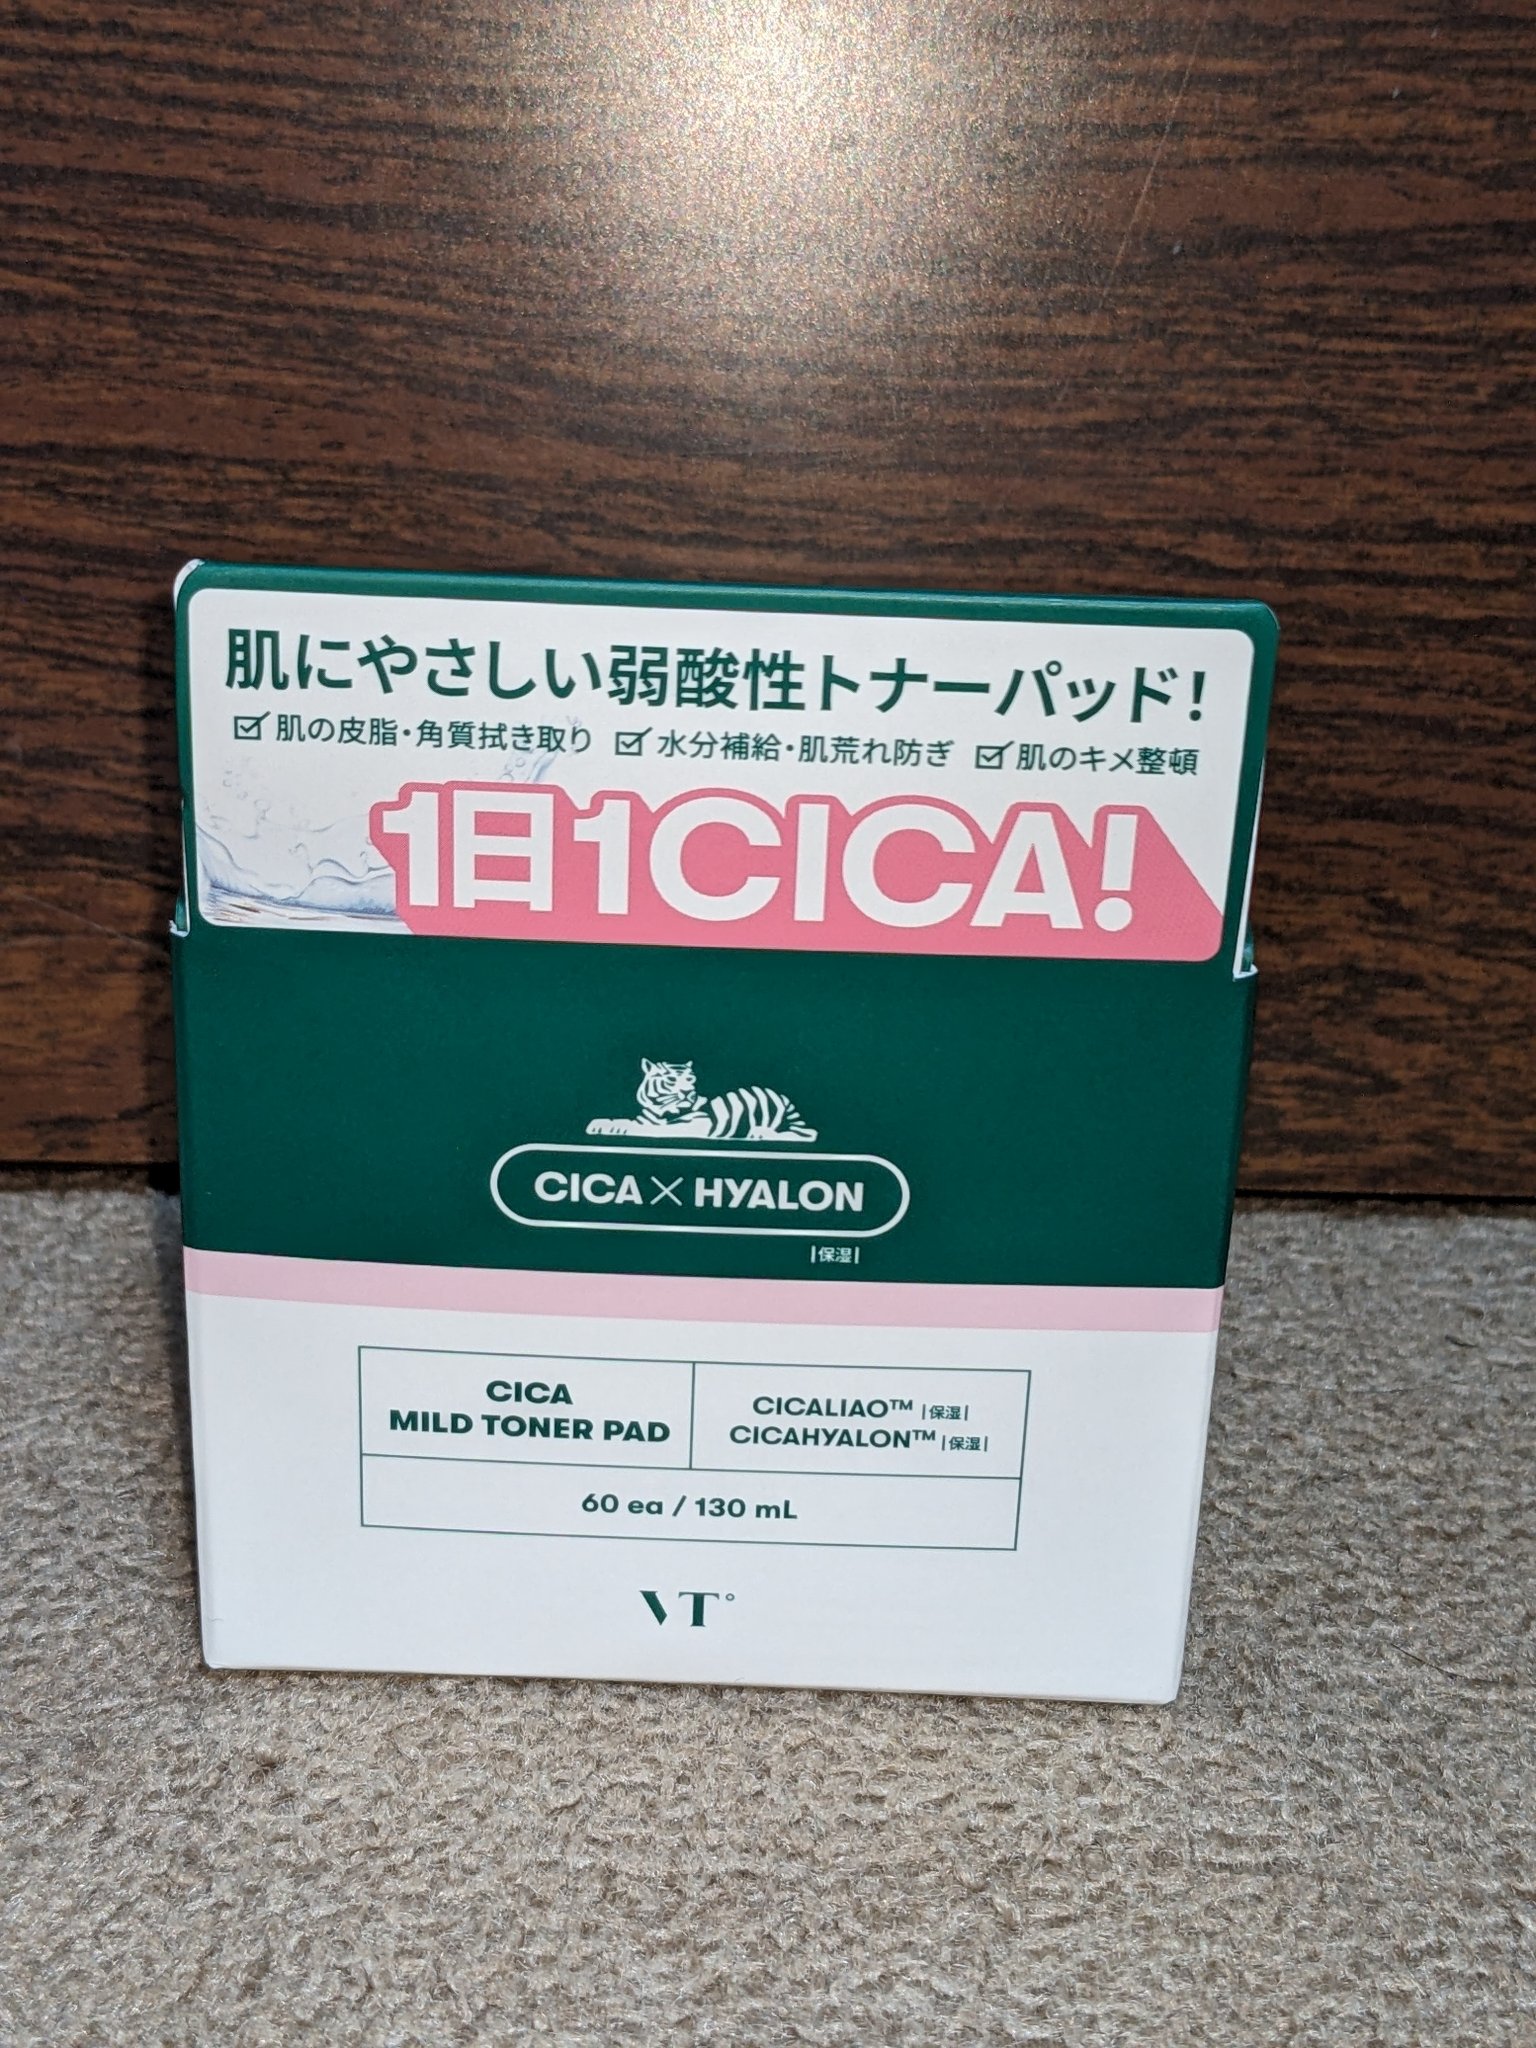 肌にやさしい弱酸性トナーパッド!
☑ 肌の皮脂・角質拭き取り ☑ 水分補給・肌荒れ防ぎ ☑ 肌のキメ整頓
1日1CICA!
CICA × HYALON
|保湿|
CICA
MILD TONER PAD
CICALIAO™ |保湿|
CICAHYALON™ |保湿|
60 ea / 130 mL
VT°